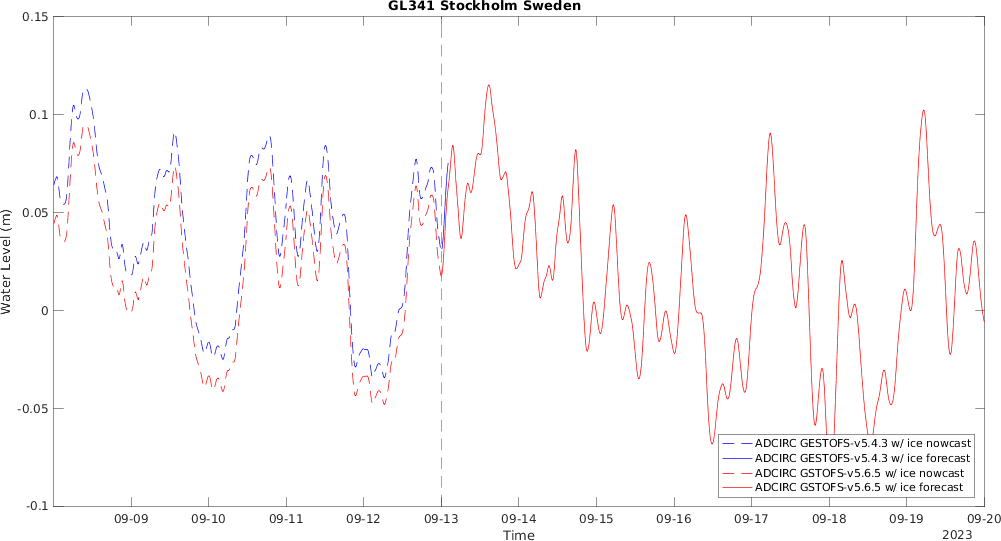 GL341 Stockholm Sweden
0.15
0.1
0.05
0
-0.05
-0.1
Water Level (m)
ADCIRC GESTOFS-v5.4.3 w/ ice nowcast
ADCIRC GESTOFS-v5.4.3 w/ ice forecast
ADCIRC GSTOFS-v5.6.5 w/ ice nowcast
ADCIRC GSTOFS-v5.6.5 w/ ice forecast
09-09 09-10 09-11 09-12 09-13 09-14 09-15 09-16 09-17 09-18 09-19 09-20
Time
2023